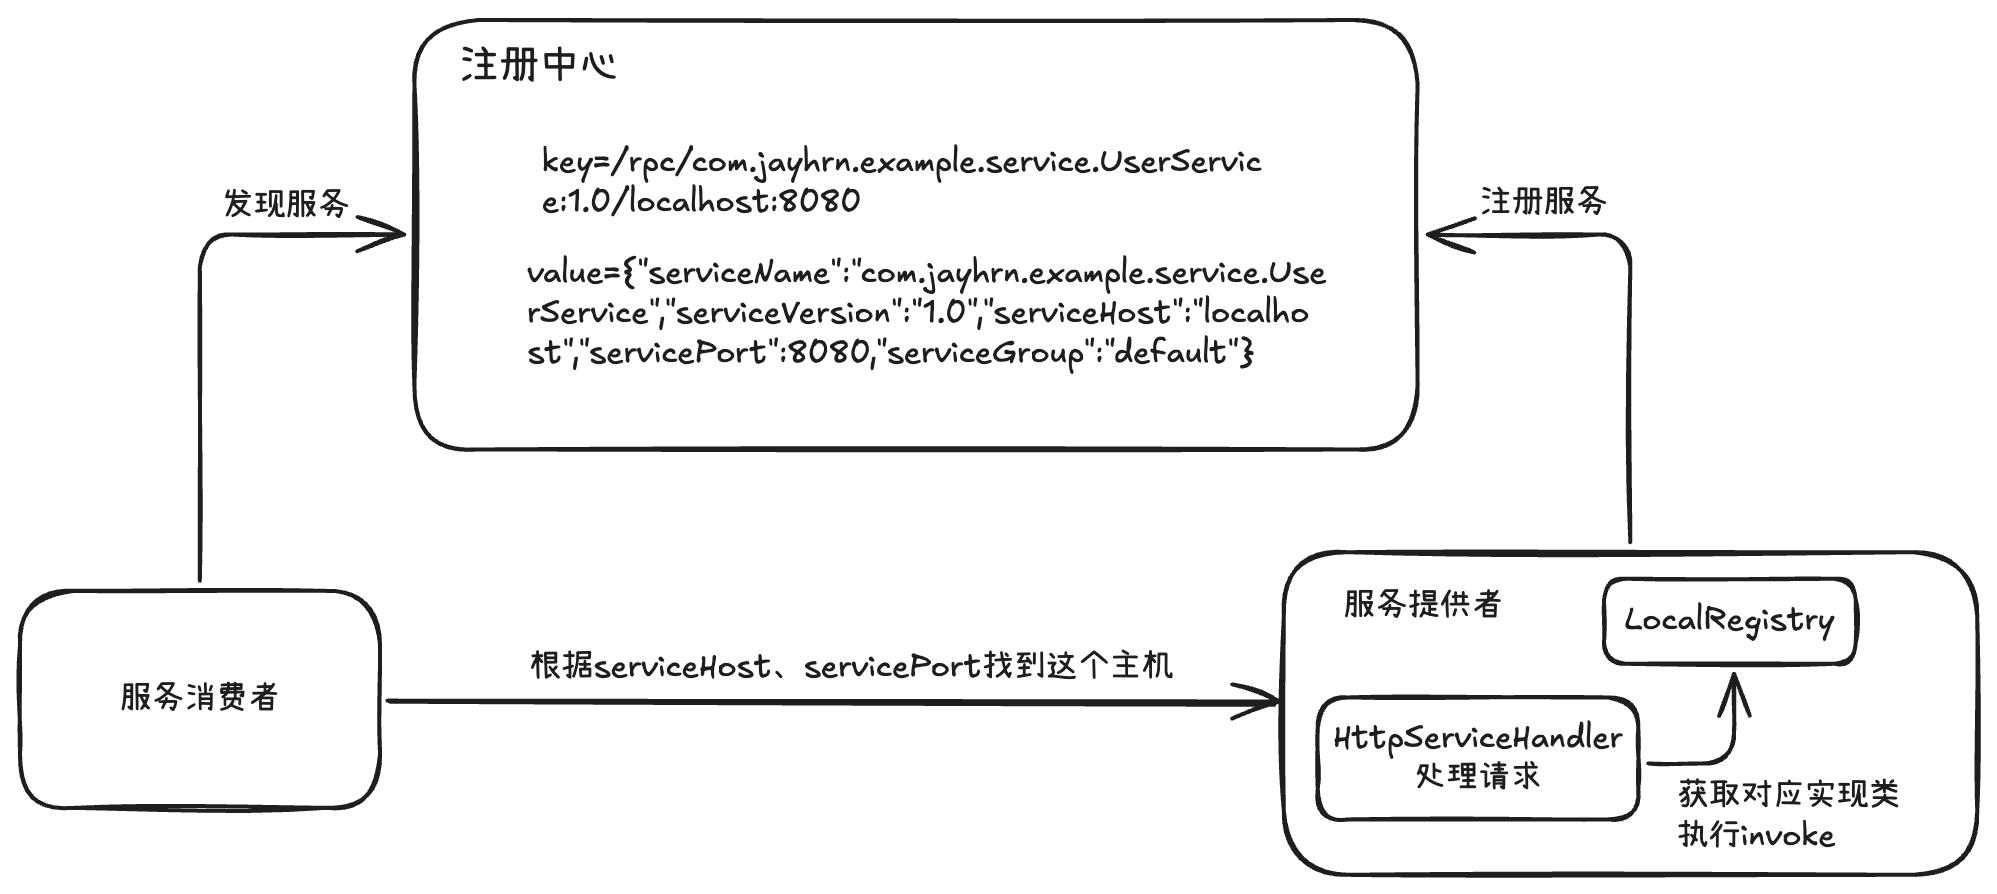 注册中心
key=/rpc/com.jayhrn.example.service.UserServic
e:1.0/localhost:8080
value={"serviceName":"com.jayhrn.example.service.Use
rService","serviceVersion":"1.0","serviceHost":"localho
st","servicePort":8080,"serviceGroup":"default"}
发现服务
注册服务
服务消费者
根据serviceHost、servicePort找到这个主机
服务提供者
LocalRegistry
HttpServiceHandler
处理请求
获取对应实现类
执行invoke